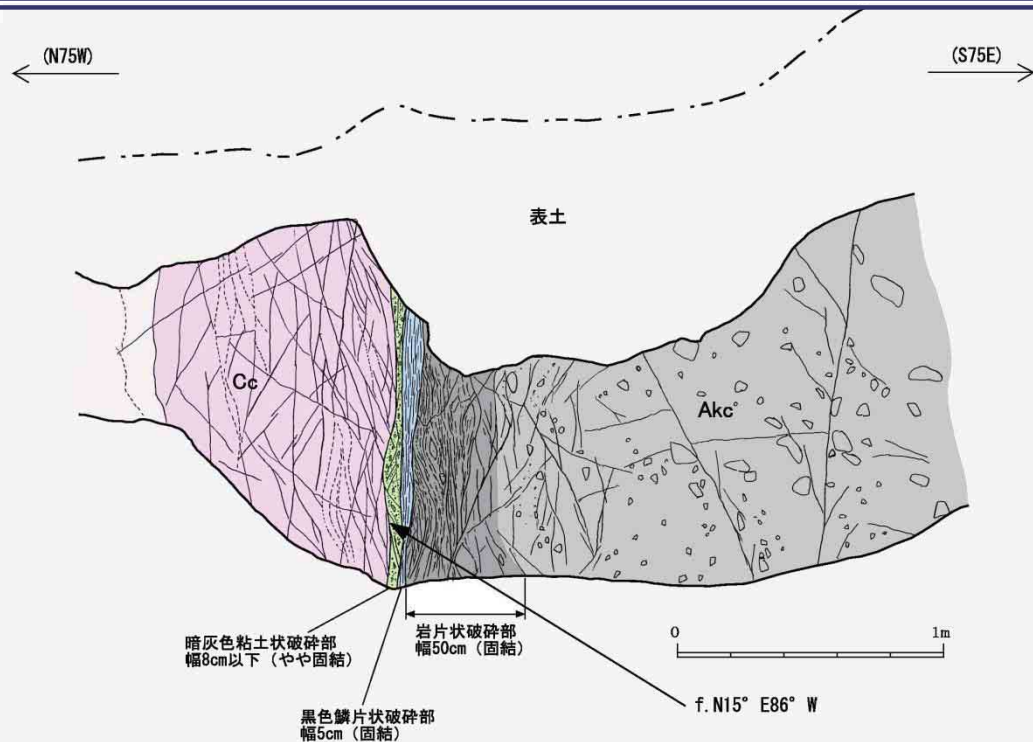 (N75W)
(S75E)
表土
Cc
Akc
暗灰色粘土状破砕部
幅8cm以下（やや固結）
岩片状破砕部
幅50cm（固結）
0
1m
黒色鱗片状破砕部
幅5cm（固結）
f.N15° E86° W